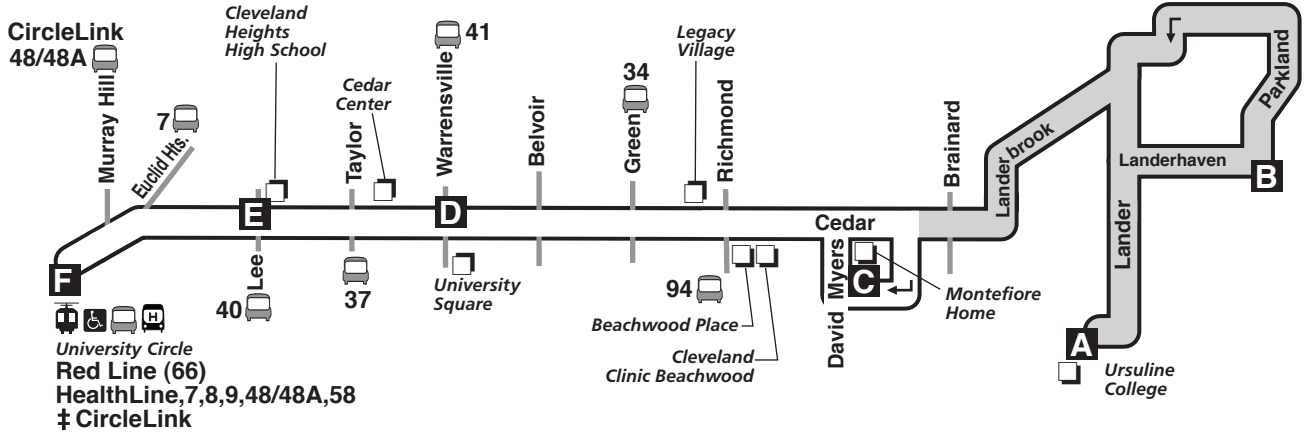 CircleLink
48/48A
Murray Hill
7
Euclid Hts.
Cleveland
Heights
High School
Cedar
Center
Taylor
41
Warrensville
Belvoir
34
Green
Legacy
Village
Richmond
Brainard
Landerbrook
Parkland
Landerhaven
B
Lander
A
Ursuline
College
E
D
F
Cedar
C
David Myers
Montefiore
Home
Lee
40
37
University
Square
94
Beachwood Place
Cleveland
Clinic Beachwood
H
University Circle
Red Line (66)
HealthLine,7,8,9,48/48A,58
‡ CircleLink